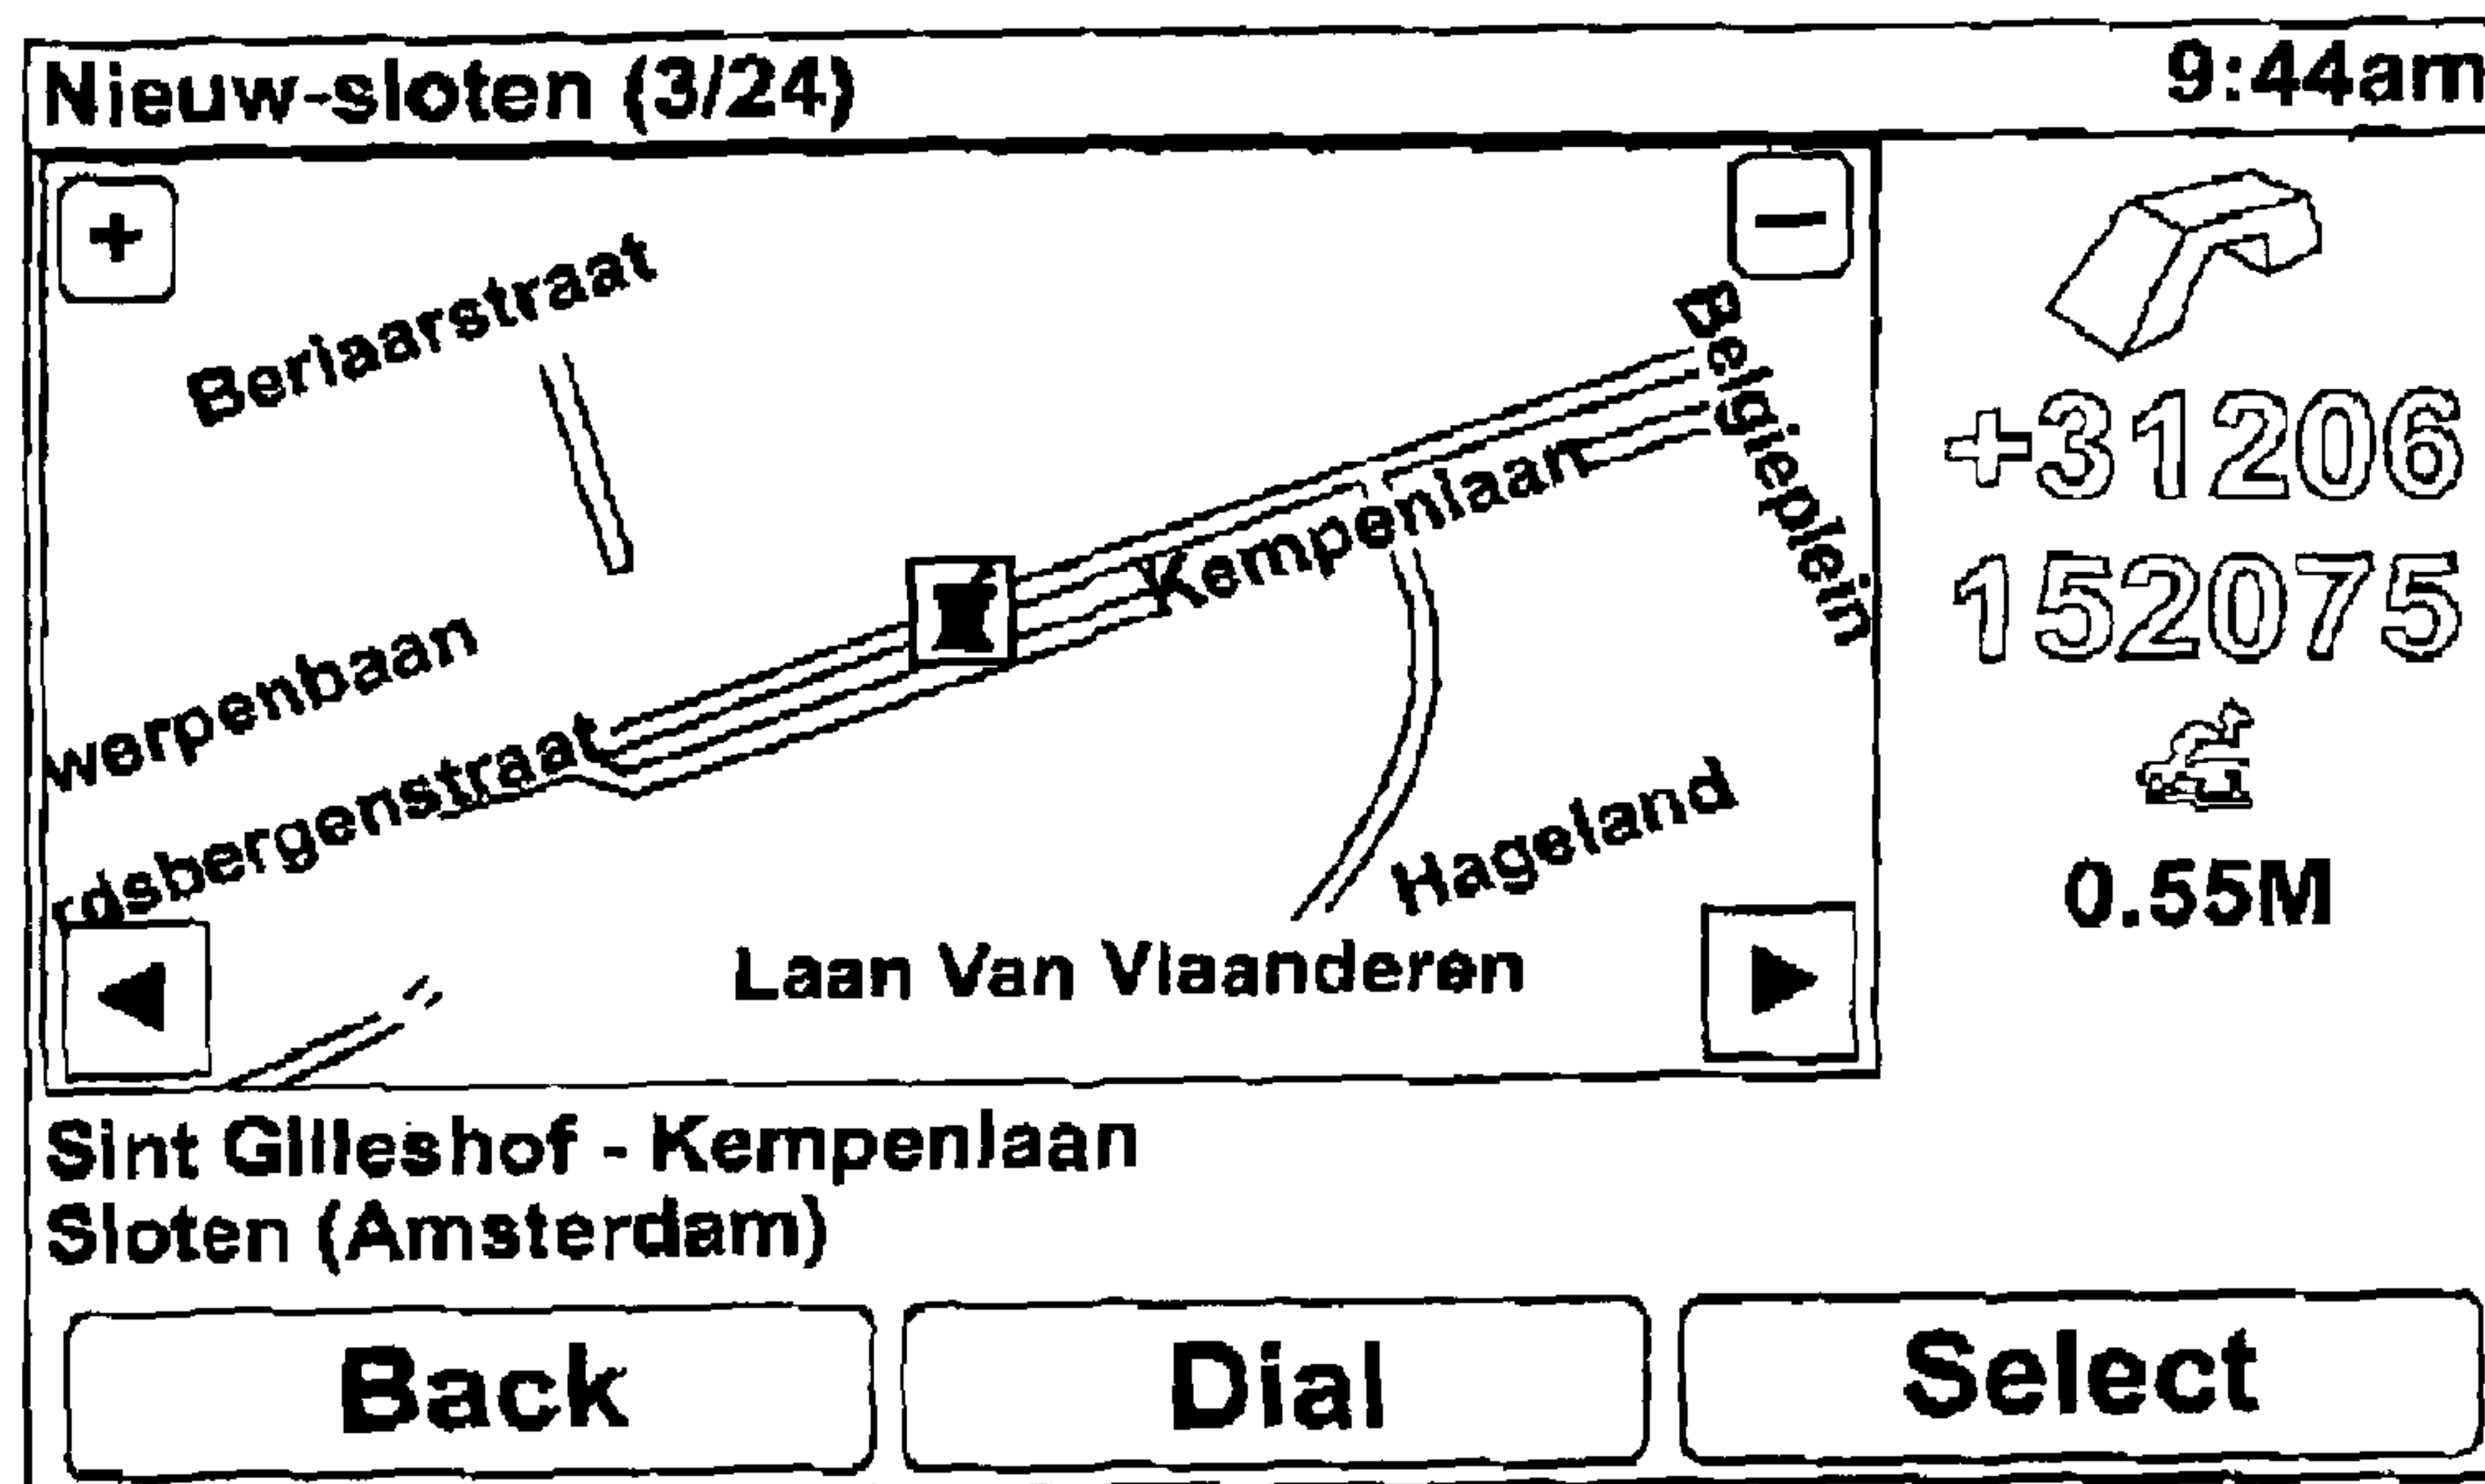 Nieuw-sloten (3/24)
9:44am
+
−
Berlaarstraat
Belgieplein
Kempenlaan
+31206
152075
werpenbaan
rdsbergenstraat
0.55M
Hageland
Laan Van Vlaanderen
Sint Gilleshof - Kempenlaan
Sloten (Amsterdam)
Back
Dial
Select